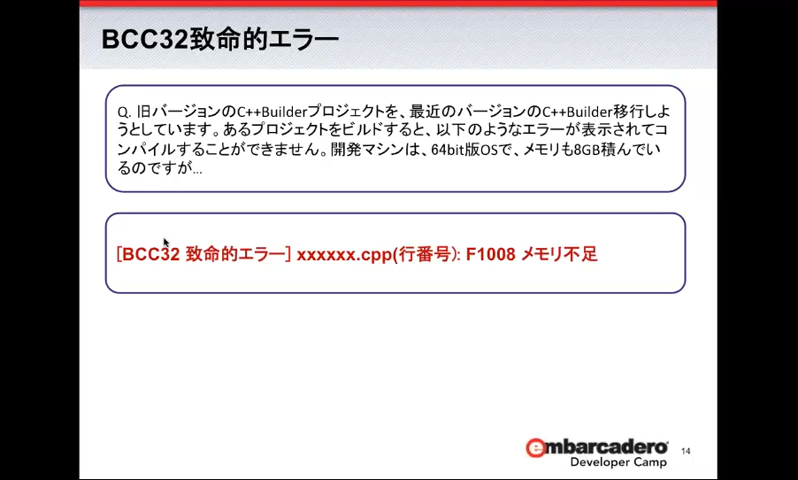 BCC32致命的エラー
Q. 旧バージョンのC++Builderプロジェクトを、最近のバージョンのC++Builder移行しよ
うとしています。あるプロジェクトをビルドすると、以下のようなエラーが表示されてコ
ンパイルすることができません。開発マシンは、64bit版OSで、メモリも8GB積んでい
るのですが...
[BCC32 致命的エラー] xxxxxx.cpp(行番号): F1008 メモリ不足
embarcadero
Developer Camp
14